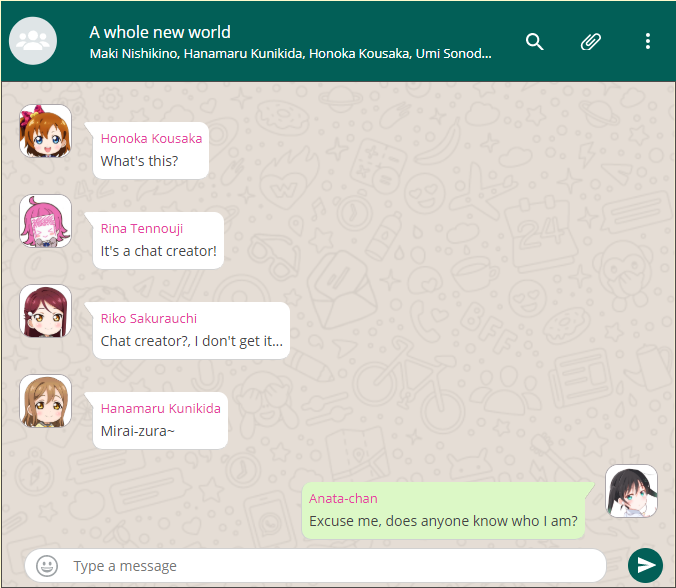 A whole new world
Maki Nishikino, Hanamaru Kunikida, Honoka Kousaka, Umi Sonod...
Honoka Kousaka
What's this?
Rina Tennouji
It's a chat creator!
Riko Sakurauchi
Chat creator?, I don't get it...
Hanamaru Kunikida
Mirai-zura~
Anata-chan
Excuse me, does anyone know who I am?
Type a message